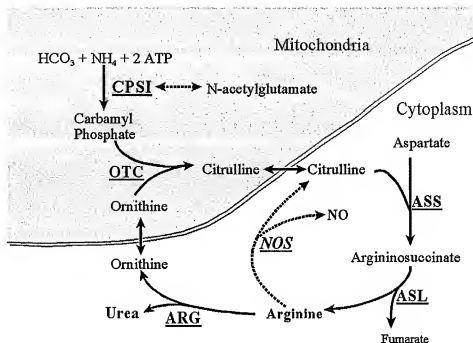 Mitochondria
HCO3 + NH4 + 2 ATP
CPSI
N-acetylglutamate
Cytoplasm
Carbamyl
Phosphate
Aspartate
OTC
Citrulline
Citrulline
Ornithine
NO
ASS
NOS
Ornithine
Argininosuccinate
Urea
ARG
Arginine
ASL
Fumarate